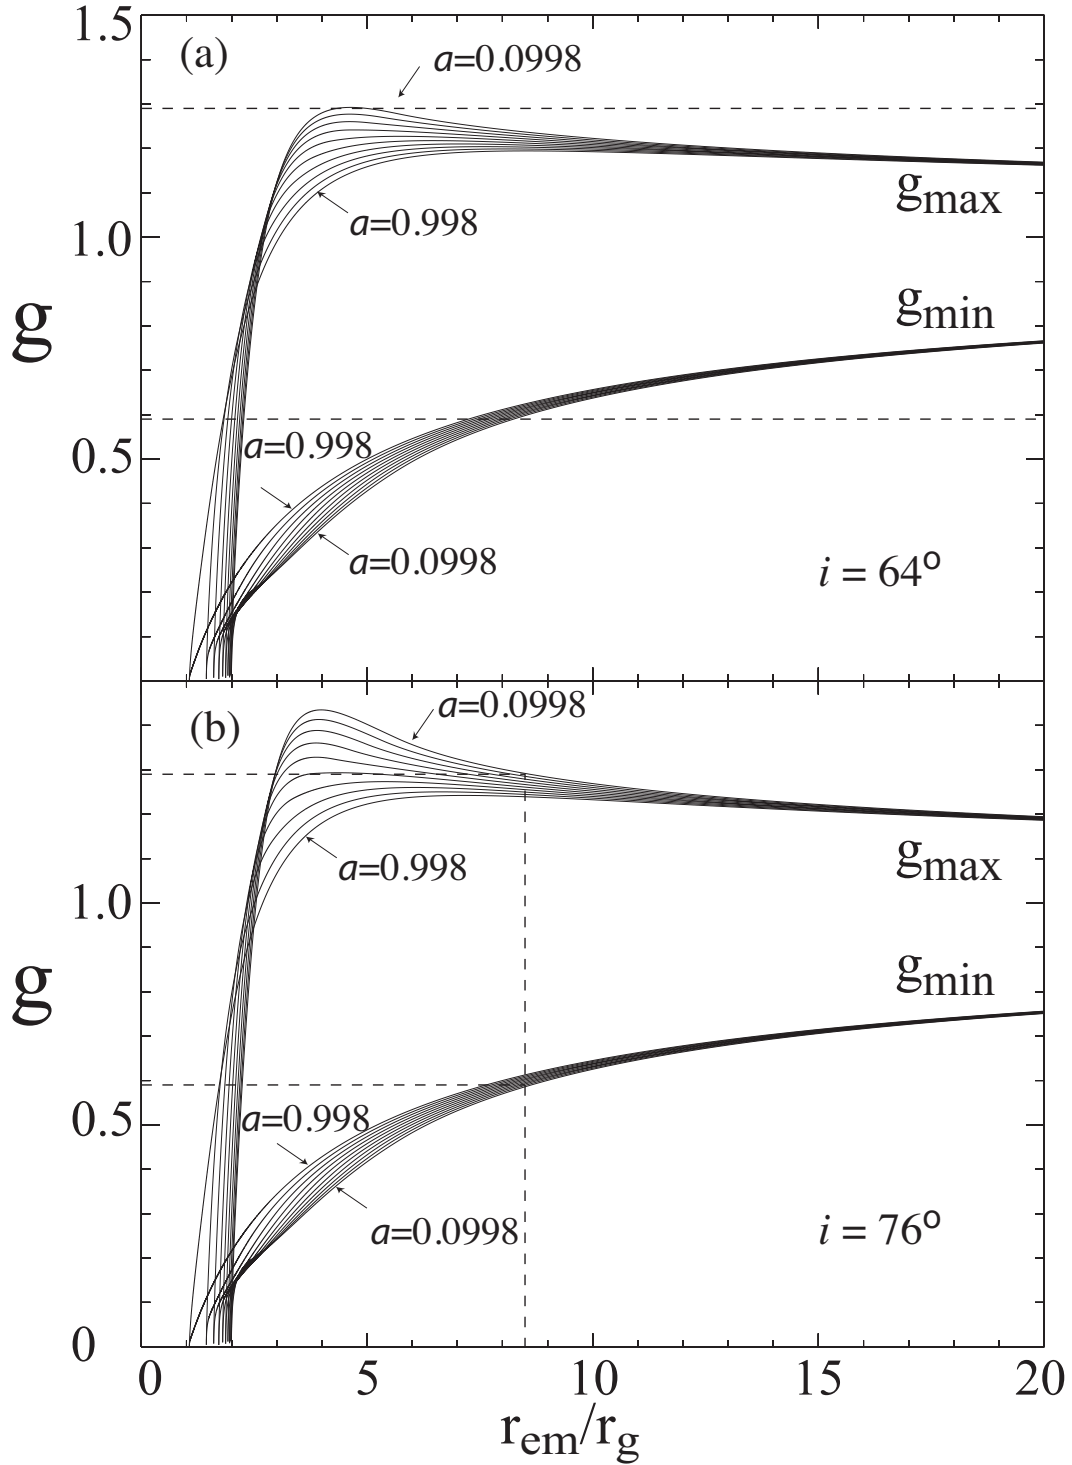 1.5
(a)
a=0.0998
g_max
a=0.998
1.0
g_min
g
a=0.998
0.5
a=0.0998
i = 64°
(b)
a=0.0998
a=0.998
g_max
1.0
g_min
g
a=0.998
0.5
a=0.0998
i = 76°
0
0 5 10 15 20
r_em/r_g